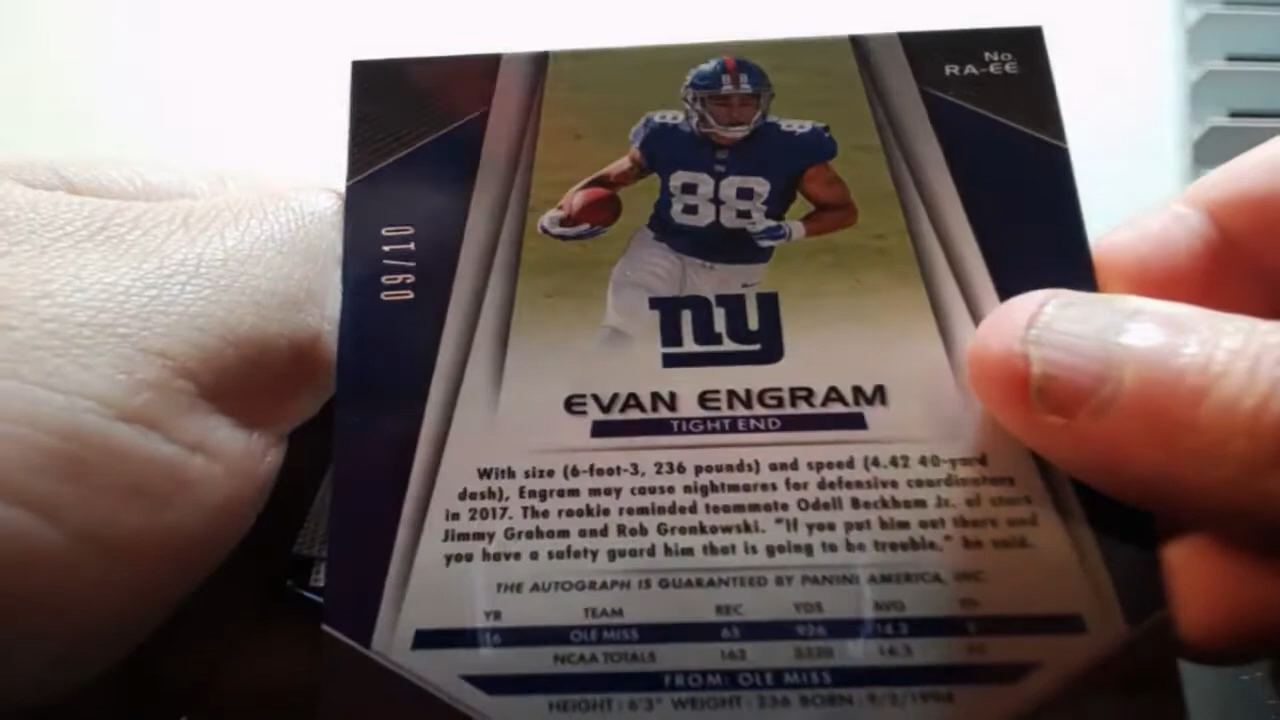 No.
RA-EE
88
8
88
09/10
ny
EVAN ENGRAM
TIGHT END
With size (6-foot-3, 236 pounds) and speed (4.42 40-yard
dash), Engram may cause nightmares for defensive coordinators
in 2017. The rookie reminded teammate Odell Beckham Jr. of stars
Jimmy Graham and Rob Gronkowski. "If you put him out there and
you have a safety guard him that is going to be trouble," he said.
THE AUTOGRAPH IS GUARANTEED BY PANINI AMERICA, INC.
YR TEAM REC YDS AVG TD
16 OLE MISS 65 926 14.2
NCAA TOTALS 162 2320 14.3
FROM: OLE MISS
HEIGHT: 6'3" WEIGHT: 236 BORN: 9/2/1994